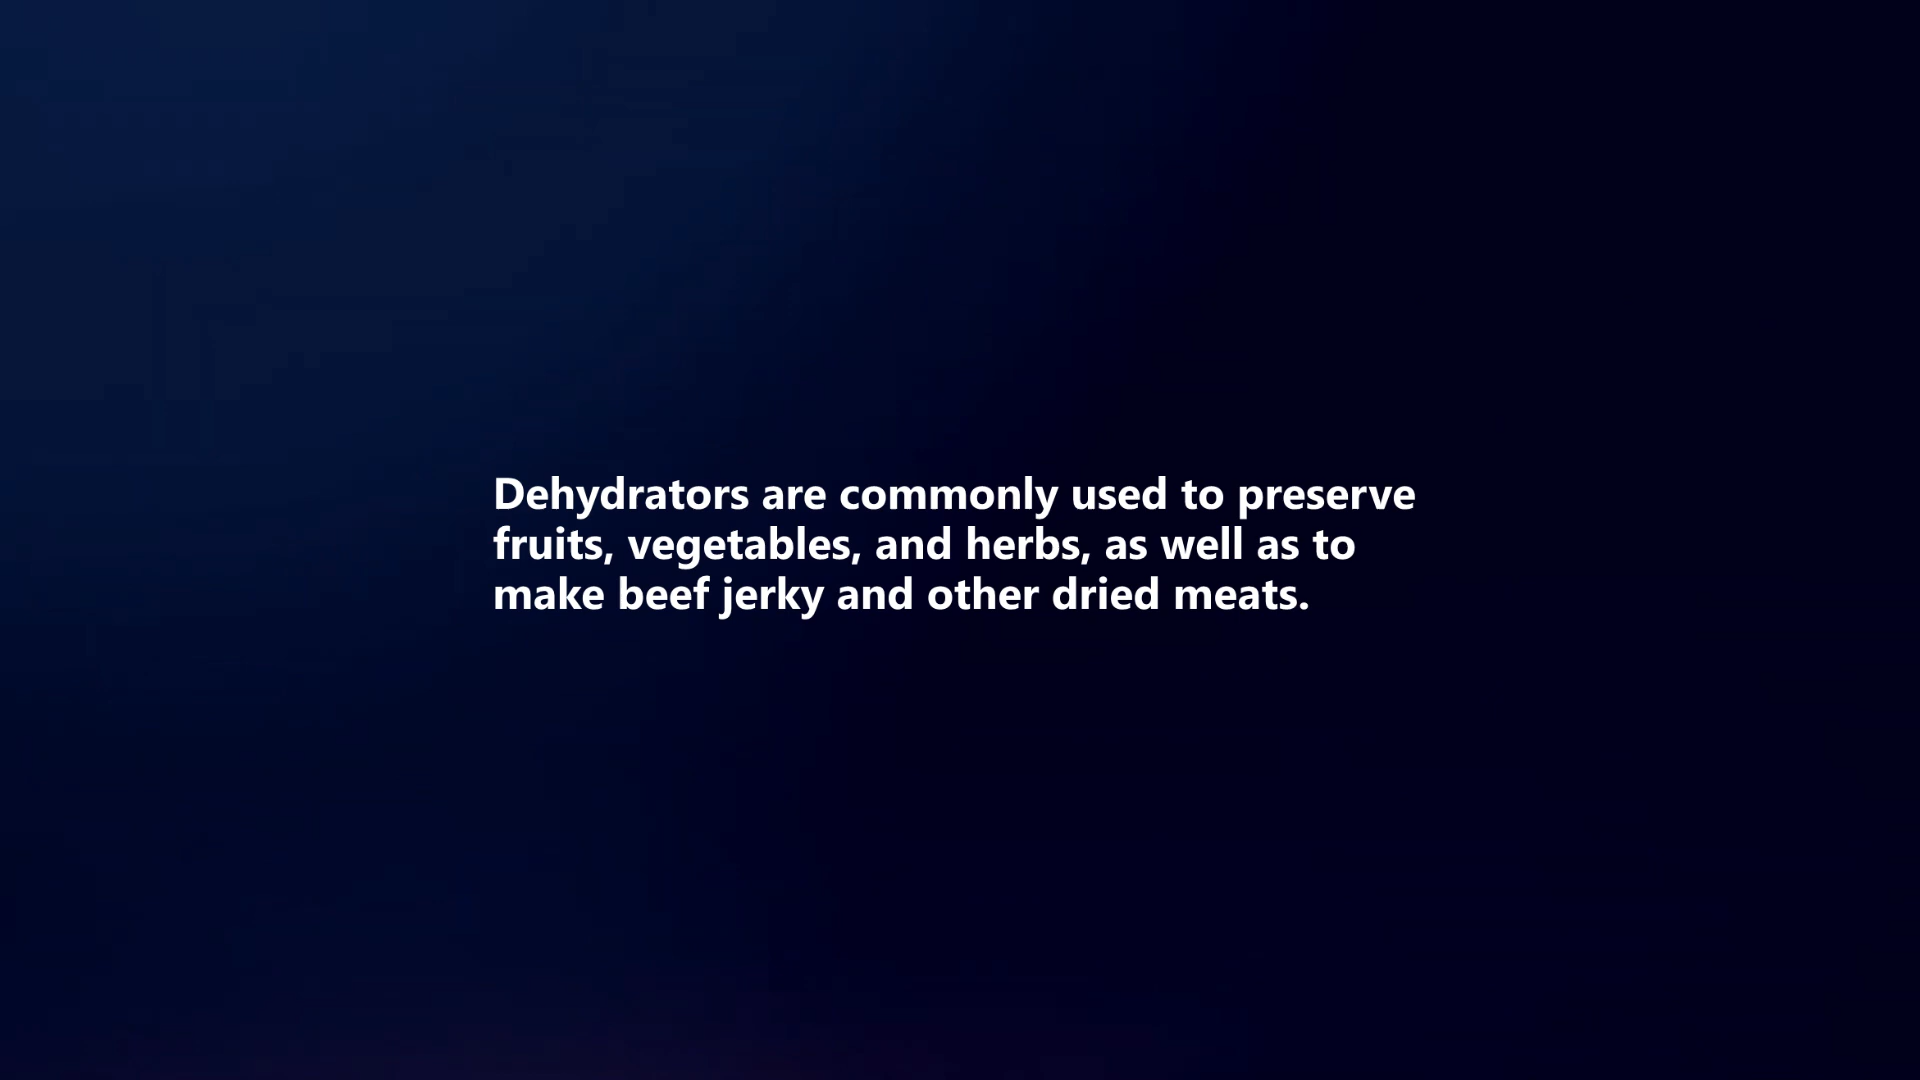 Dehydrators are commonly used to preserve
fruits, vegetables, and herbs, as well as to
make beef jerky and other dried meats.